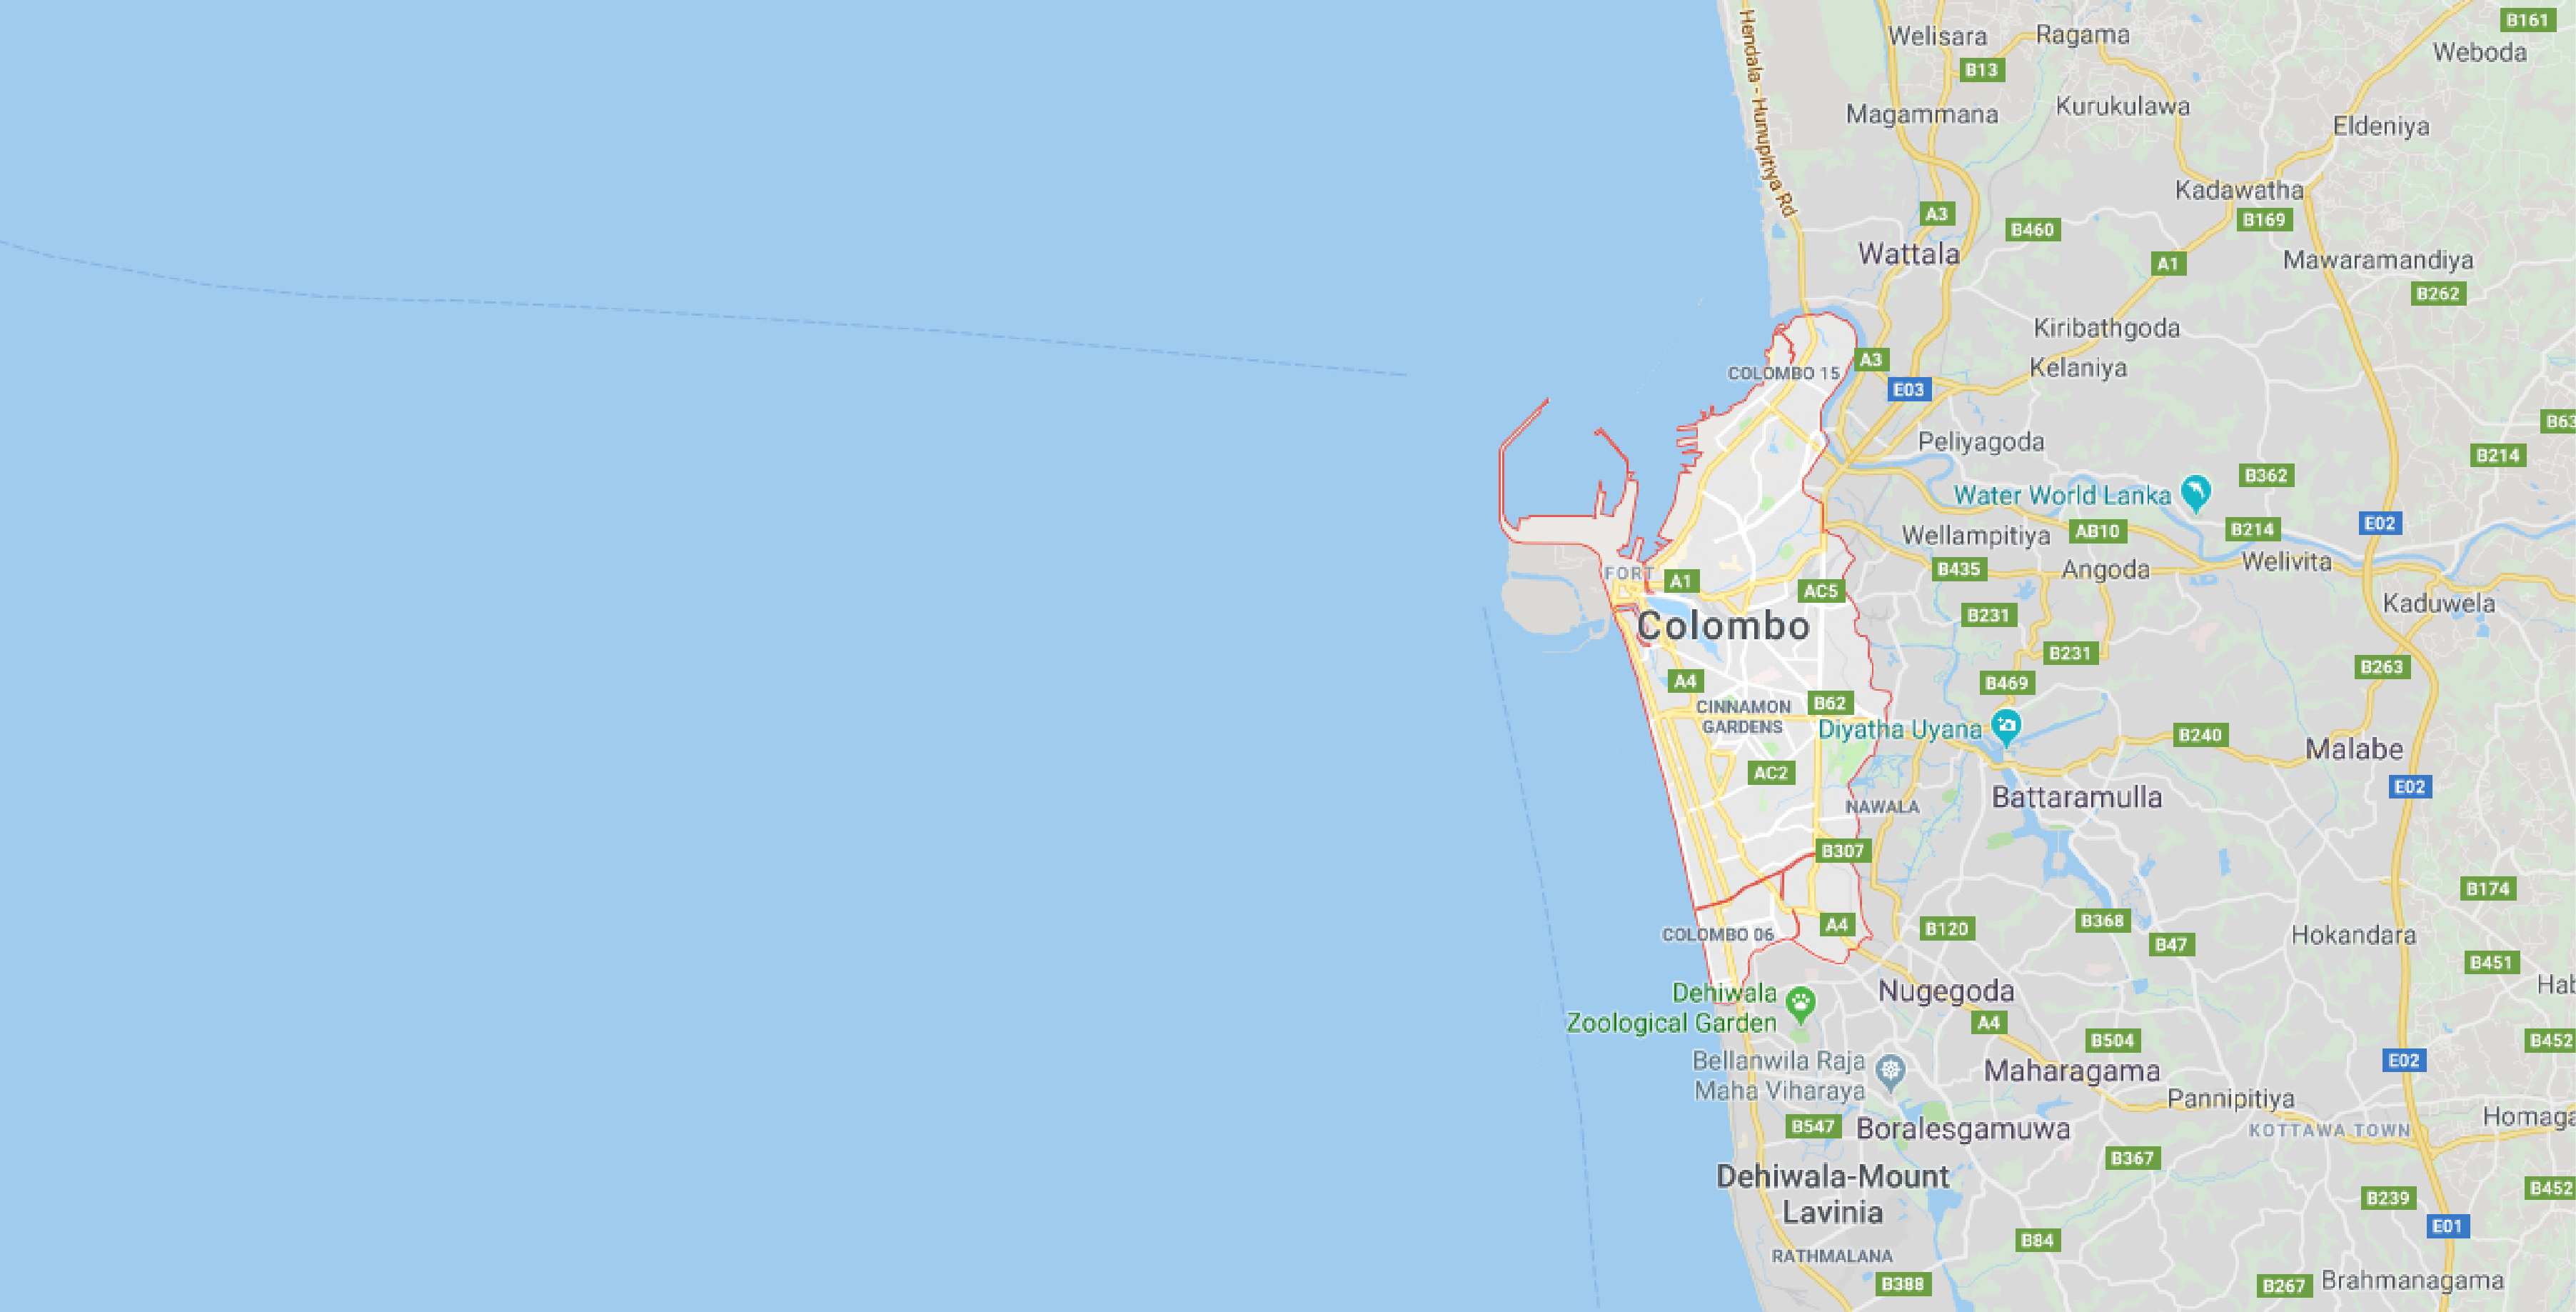 Hendala - Hunupitiya Rd
Welisara
Ragama
B161
Weboda
B13
Magammana
Kurukulawa
Eldeniya
Kadawatha
B169
A3
B460
Wattala
A1
Mawaramandiya
B262
Kiribathgoda
Kelaniya
COLOMBO 15
A3
E03
B63
Peliyagoda
B214
B362
Water World Lanka
Wellampitiya
AB10
B214
E02
Welivita
FORT
A1
B435
Angoda
AC5
Kaduwela
B231
Colombo
B231
B263
A4
B469
CINNAMON
GARDENS
B62
Diyatha Uyana
B240
Malabe
AC2
E02
NAWALA
Battaramulla
B307
B174
COLOMBO 06
A4
B120
B368
B47
Hokandara
B451
Hab
Dehiwala
Zoological Garden
Nugegoda
A4
B504
B452
Bellanwila Raja
Maha Viharaya
Maharagama
E02
Pannipitiya
Homaga
B547
Boralesgamuwa
KOTTAWA TOWN
B367
Dehiwala-Mount
Lavinia
B239
B452
E01
B84
RATHMALANA
B388
B267
Brahmanagama